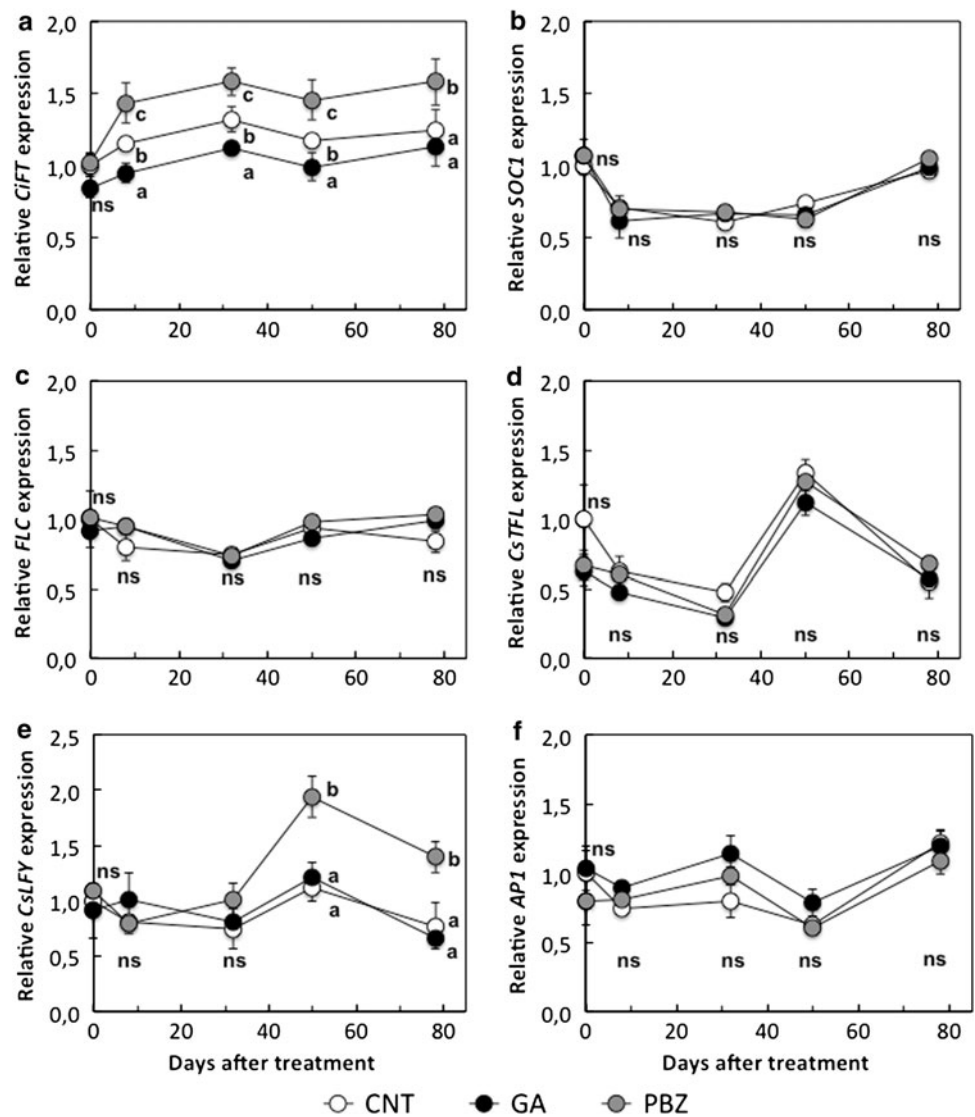 a
Relative CiFT expression
2,0
1,5
1,0
0,5
0,0
ns
c
b
a
c
b
a
c
b
a
b
a
a
0 20 40 60 80
b
Relative SOC1 expression
2,0
1,5
1,0
0,5
0,0
ns
ns
ns
ns
ns
0 20 40 60 80
c
Relative FLC expression
2,0
1,5
1,0
0,5
0,0
ns
ns
ns
ns
ns
0 20 40 60 80
d
Relative CsTFL expression
2,0
1,5
1,0
0,5
0,0
ns
ns
ns
ns
ns
0 20 40 60 80
e
Relative CsLFY expression
2,5
2,0
1,5
1,0
0,5
0,0
ns
ns
ns
b
a
a
b
a
a
0 20 40 60 80
Days after treatment
f
Relative AP1 expression
2,0
1,5
1,0
0,5
0,0
ns
ns
ns
ns
ns
0 20 40 60 80
Days after treatment
CNT GA PBZ